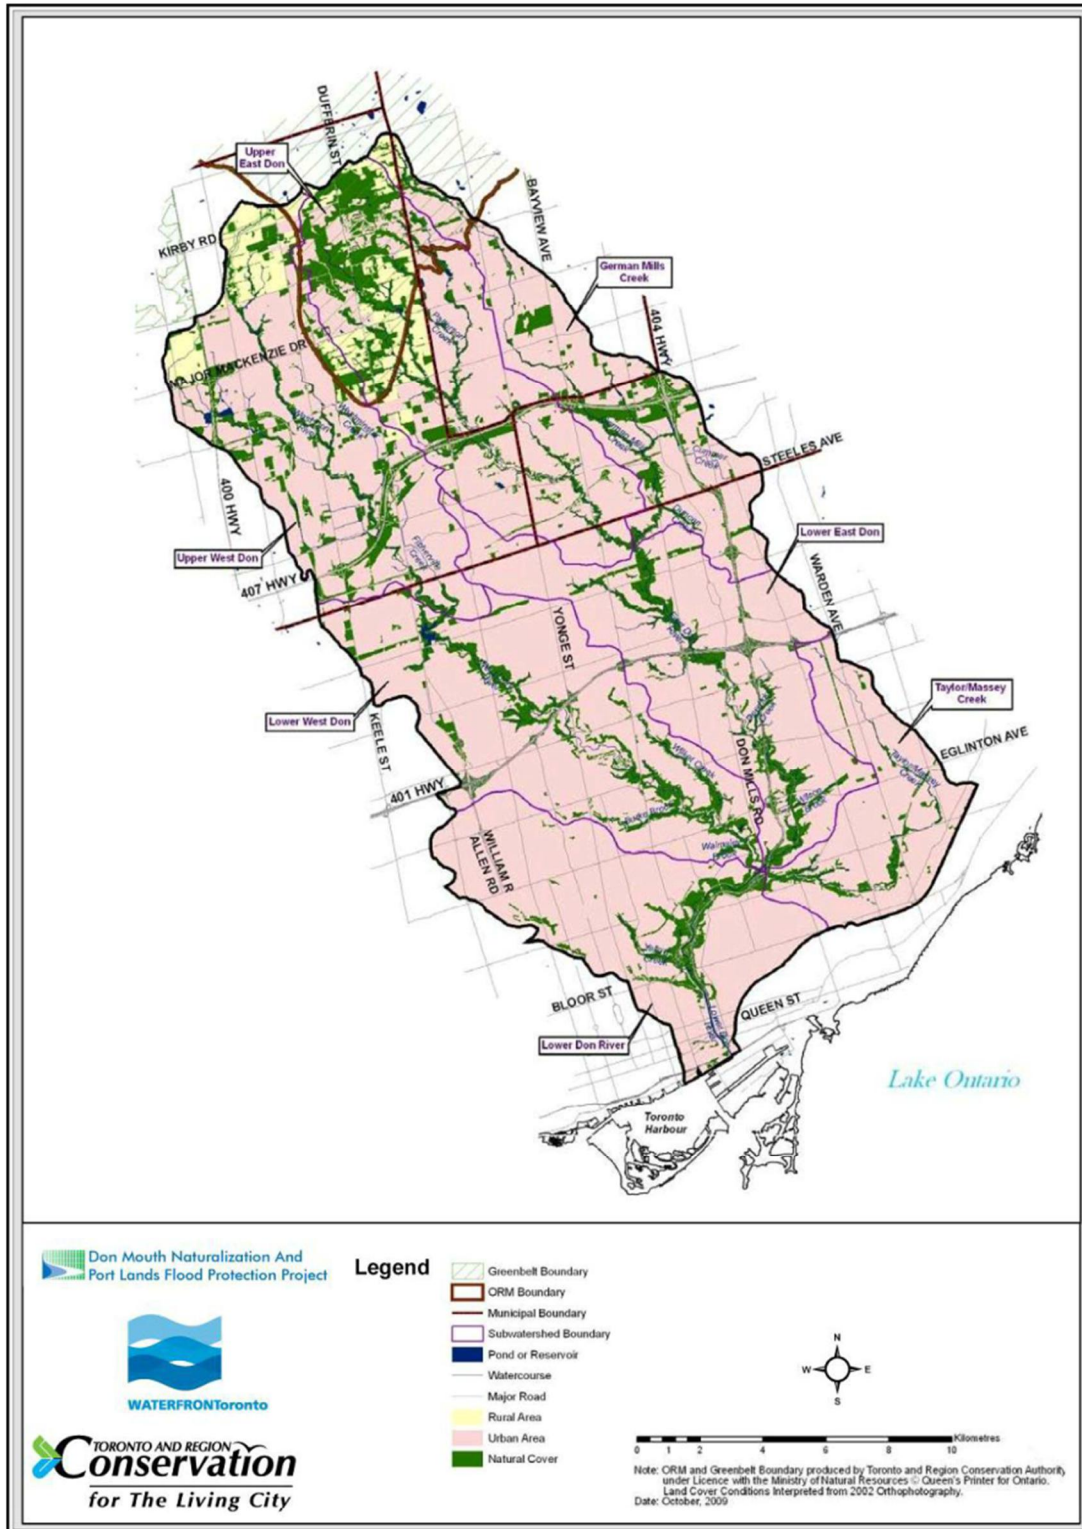 DUFFERIN ST
Upper
East Don
BAYVIEW AVE
KIRBY RD
German Mills
Creek
404 HWY
MAJOR MACKENZIE DR
STEELES AVE
400 HWY
Upper West Don
Lower East Don
407 HWY
Fisherville
Creek
WARDEN AVE
YONGE ST
Lower West Don
Taylor/Massey
Creek
KEELE ST
DON MILLS RD
EGLINTON AVE
Wilket Creek
Taylor/Massey
Creek
401 HWY
WILLIAM R
ALLEN RD
BLOOR ST
QUEEN ST
Lower Don River
Lake Ontario
Toronto
Harbour
Don Mouth Naturalization And
Port Lands Flood Protection Project
WATERFRONToronto
TORONTO AND REGION
Conservation
for The Living City
Legend
Greenbelt Boundary
ORM Boundary
Municipal Boundary
Subwatershed Boundary
Pond or Reservoir
Watercourse
Major Road
Rural Area
Urban Area
Natural Cover
N
W E
S
Kilometres
0 1 2 4 6 8 10
Note: ORM and Greenbelt Boundary produced by Toronto and Region Conservation Authority
under Licence with the Ministry of Natural Resources © Queen's Printer for Ontario.
Land Cover Conditions Interpreted from 2002 Orthophotography.
Date: October, 2009